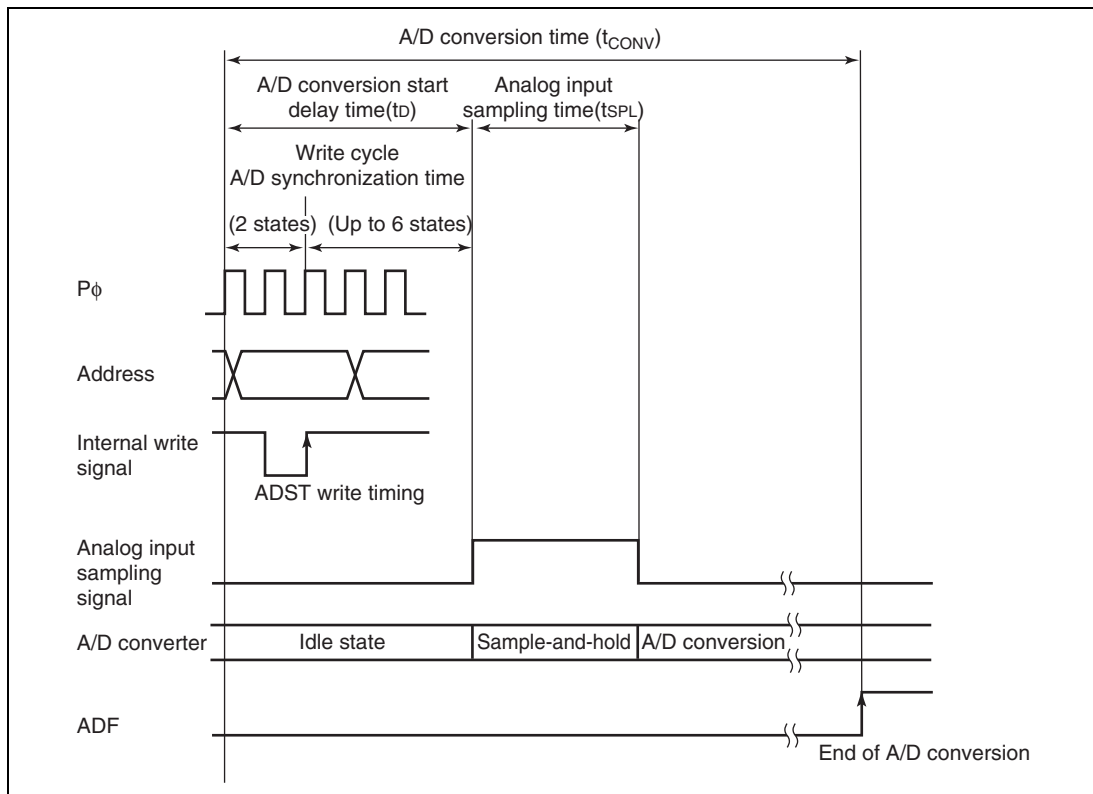 A/D conversion time (tCONV)
A/D conversion start
delay time(tD)
Analog input
sampling time(tSPL)
Write cycle
A/D synchronization time
(2 states) (Up to 6 states)
Pϕ
Address
Internal write
signal
ADST write timing
Analog input
sampling
signal
A/D converter
Idle state
Sample-and-hold
A/D conversion
ADF
End of A/D conversion